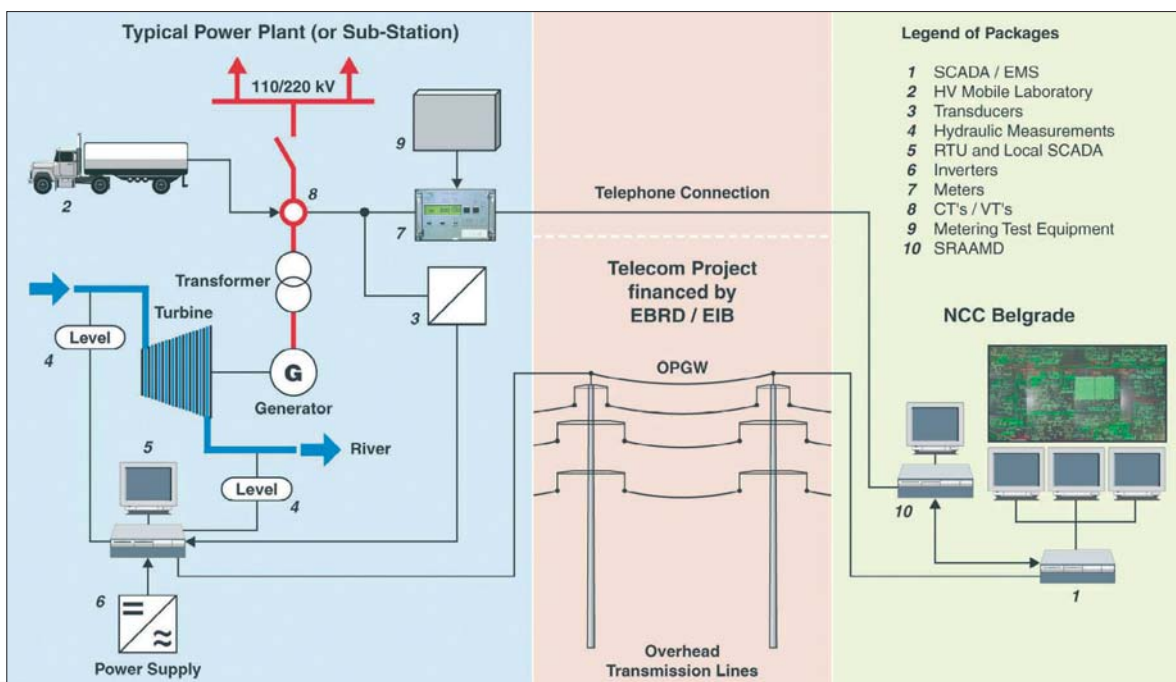 Typical Power Plant (or Sub-Station)
110/220 kV
9
2
8
7
Transformer
3
Turbine
Level
4
G
Generator
River
5
Level
4
6
Power Supply
Telephone Connection
Telecom Project
financed by
EBRD / EIB
OPGW
Overhead
Transmission Lines
Legend of Packages
1 SCADA / EMS
2 HV Mobile Laboratory
3 Transducers
4 Hydraulic Measurements
5 RTU and Local SCADA
6 Inverters
7 Meters
8 CT's / VT's
9 Metering Test Equipment
10 SRAAMD
NCC Belgrade
10
1